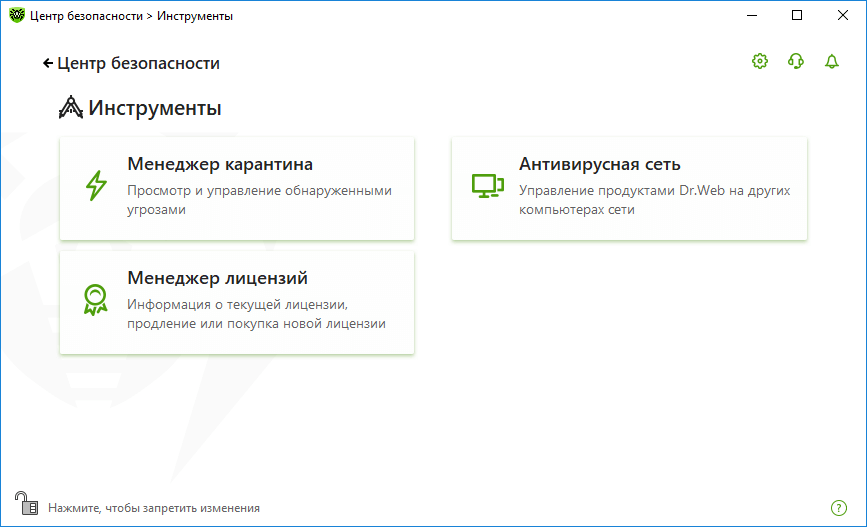 Центр безопасности > Инструменты
Центр безопасности
Инструменты
Менеджер карантина
Просмотр и управление обнаруженными
угрозами
Антивирусная сеть
Управление продуктами Dr.Web на других
компьютерах сети
Менеджер лицензий
Информация о текущей лицензии,
продление или покупка новой лицензии
Нажмите, чтобы запретить изменения
?